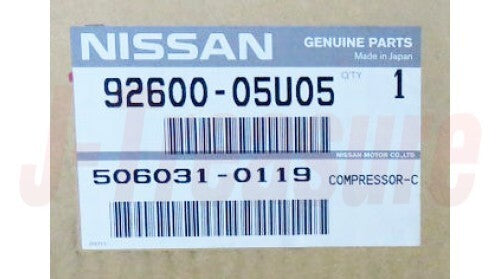 NISSAN GENUINE PARTS
Made in Japan
92600-05U05 Q'TY 1
NISSAN MOTOR CO.,LTD.
506031-0119 COMPRESSOR-C